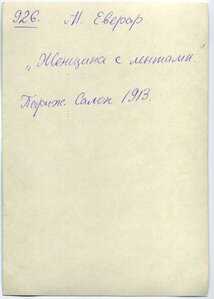 926. М. Еверар
„Женщина с лентами."
Париж. Салон 1913.